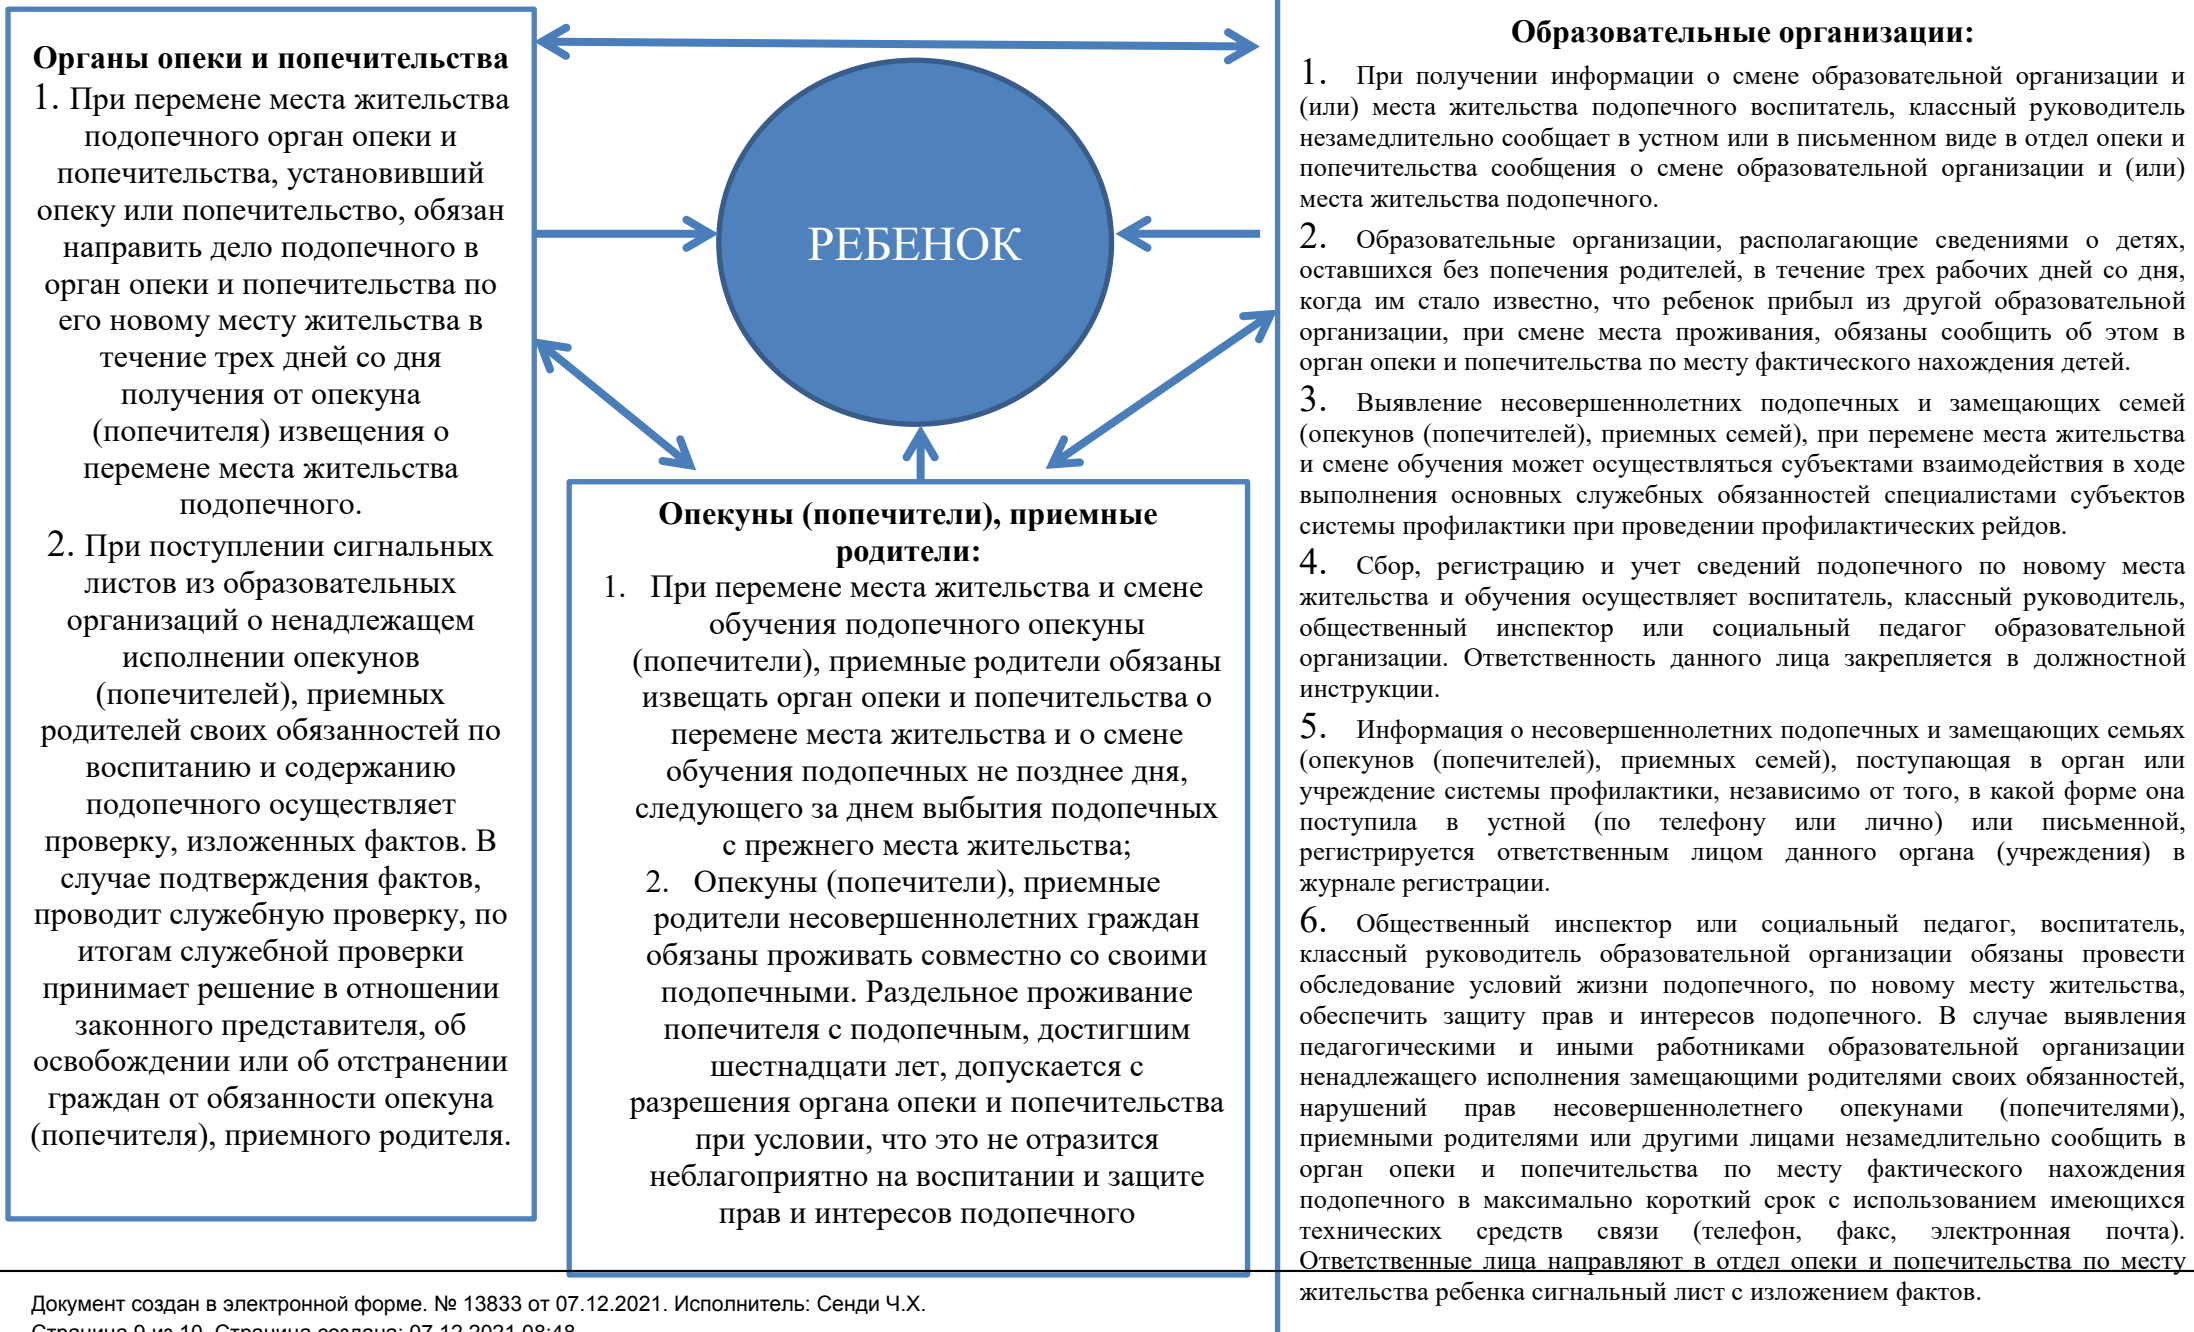 Органы опеки и попечительства
1. При перемене места жительства
подопечного орган опеки и
попечительства, установивший
опеку или попечительство, обязан
направить дело подопечного в
орган опеки и попечительства по
его новому месту жительства в
течение трех дней со дня
получения от опекуна
(попечителя) извещения о
перемене места жительства
подопечного.
2. При поступлении сигнальных
листов из образовательных
организаций о ненадлежащем
исполнении опекунов
(попечителей), приемных
родителей своих обязанностей по
воспитанию и содержанию
подопечного осуществляет
проверку, изложенных фактов. В
случае подтверждения фактов,
проводит служебную проверку, по
итогам служебной проверки
принимает решение в отношении
законного представителя, об
освобождении или об отстранении
граждан от обязанности опекуна
(попечителя), приемного родителя.
РЕБЕНОК
Опекуны (попечители), приемные
родители:
1. При перемене места жительства и смене
обучения подопечного опекуны
(попечители), приемные родители обязаны
извещать орган опеки и попечительства о
перемене места жительства и о смене
обучения подопечных не позднее дня,
следующего за днем выбытия подопечных
с прежнего места жительства;
2. Опекуны (попечители), приемные
родители несовершеннолетних граждан
обязаны проживать совместно со своими
подопечными. Раздельное проживание
попечителя с подопечным, достигшим
шестнадцати лет, допускается с
разрешения органа опеки и попечительства
при условии, что это не отразится
неблагоприятно на воспитании и защите
прав и интересов подопечного
Образовательные организации:
1. При получении информации о смене образовательной организации и
(или) места жительства подопечного воспитатель, классный руководитель
незамедлительно сообщает в устном или в письменном виде в отдел опеки и
попечительства сообщения о смене образовательной организации и (или)
места жительства подопечного.
2. Образовательные организации, располагающие сведениями о детях,
оставшихся без попечения родителей, в течение трех рабочих дней со дня,
когда им стало известно, что ребенок прибыл из другой образовательной
организации, при смене места проживания, обязаны сообщить об этом в
орган опеки и попечительства по месту фактического нахождения детей.
3. Выявление несовершеннолетних подопечных и замещающих семей
(опекунов (попечителей), приемных семей), при перемене места жительства
и смене обучения может осуществляться субъектами взаимодействия в ходе
выполнения основных служебных обязанностей специалистами субъектов
системы профилактики при проведении профилактических рейдов.
4. Сбор, регистрацию и учет сведений подопечного по новому места
жительства и обучения осуществляет воспитатель, классный руководитель,
общественный инспектор или социальный педагог образовательной
организации. Ответственность данного лица закрепляется в должностной
инструкции.
5. Информация о несовершеннолетних подопечных и замещающих семьях
(опекунов (попечителей), приемных семей), поступающая в орган или
учреждение системы профилактики, независимо от того, в какой форме она
поступила в устной (по телефону или лично) или письменной,
регистрируется ответственным лицом данного органа (учреждения) в
журнале регистрации.
6. Общественный инспектор или социальный педагог, воспитатель,
классный руководитель образовательной организации обязаны провести
обследование условий жизни подопечного, по новому месту жительства,
обеспечить защиту прав и интересов подопечного. В случае выявления
педагогическими и иными работниками образовательной организации
ненадлежащего исполнения замещающими родителями своих обязанностей,
нарушений прав несовершеннолетнего опекунами (попечителями),
приемными родителями или другими лицами незамедлительно сообщить в
орган опеки и попечительства по месту фактического нахождения
подопечного в максимально короткий срок с использованием имеющихся
технических средств связи (телефон, факс, электронная почта).
Ответственные лица направляют в отдел опеки и попечительства по месту
жительства ребенка сигнальный лист с изложением фактов.
Документ создан в электронной форме. № 13833 от 07.12.2021. Исполнитель: Сенди Ч.Х.
Страница 9 из 10. Страница создана: 07.12.2021 08:48